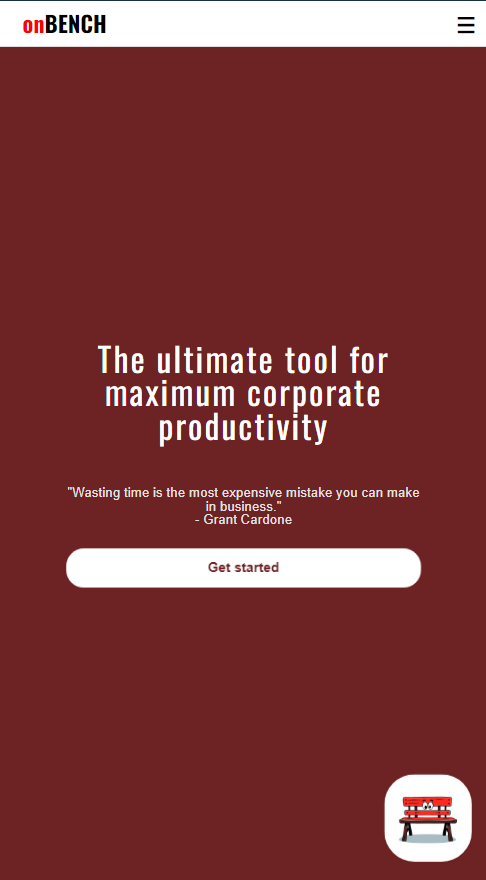 onBENCH
The ultimate tool for
maximum corporate
productivity
"Wasting time is the most expensive mistake you can make
in business."
- Grant Cardone
Get started